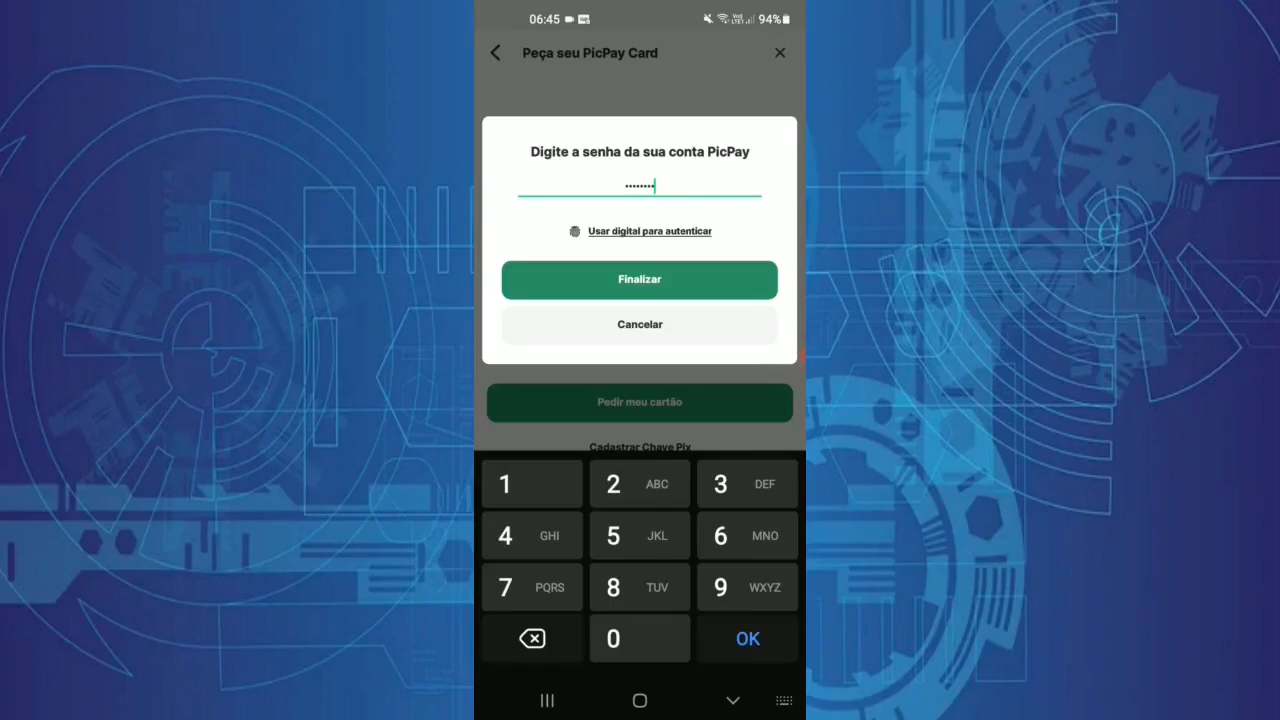 06:45 94%
Peça seu PicPay Card
Digite a senha da sua conta PicPay
••••••••
Usar digital para autenticar
Finalizar
Cancelar
Pedir meu cartão
Cadastrar Chave Pix
1 2 ABC 3 DEF
4 GHI 5 JKL 6 MNO
7 PQRS 8 TUV 9 WXYZ
0 OK